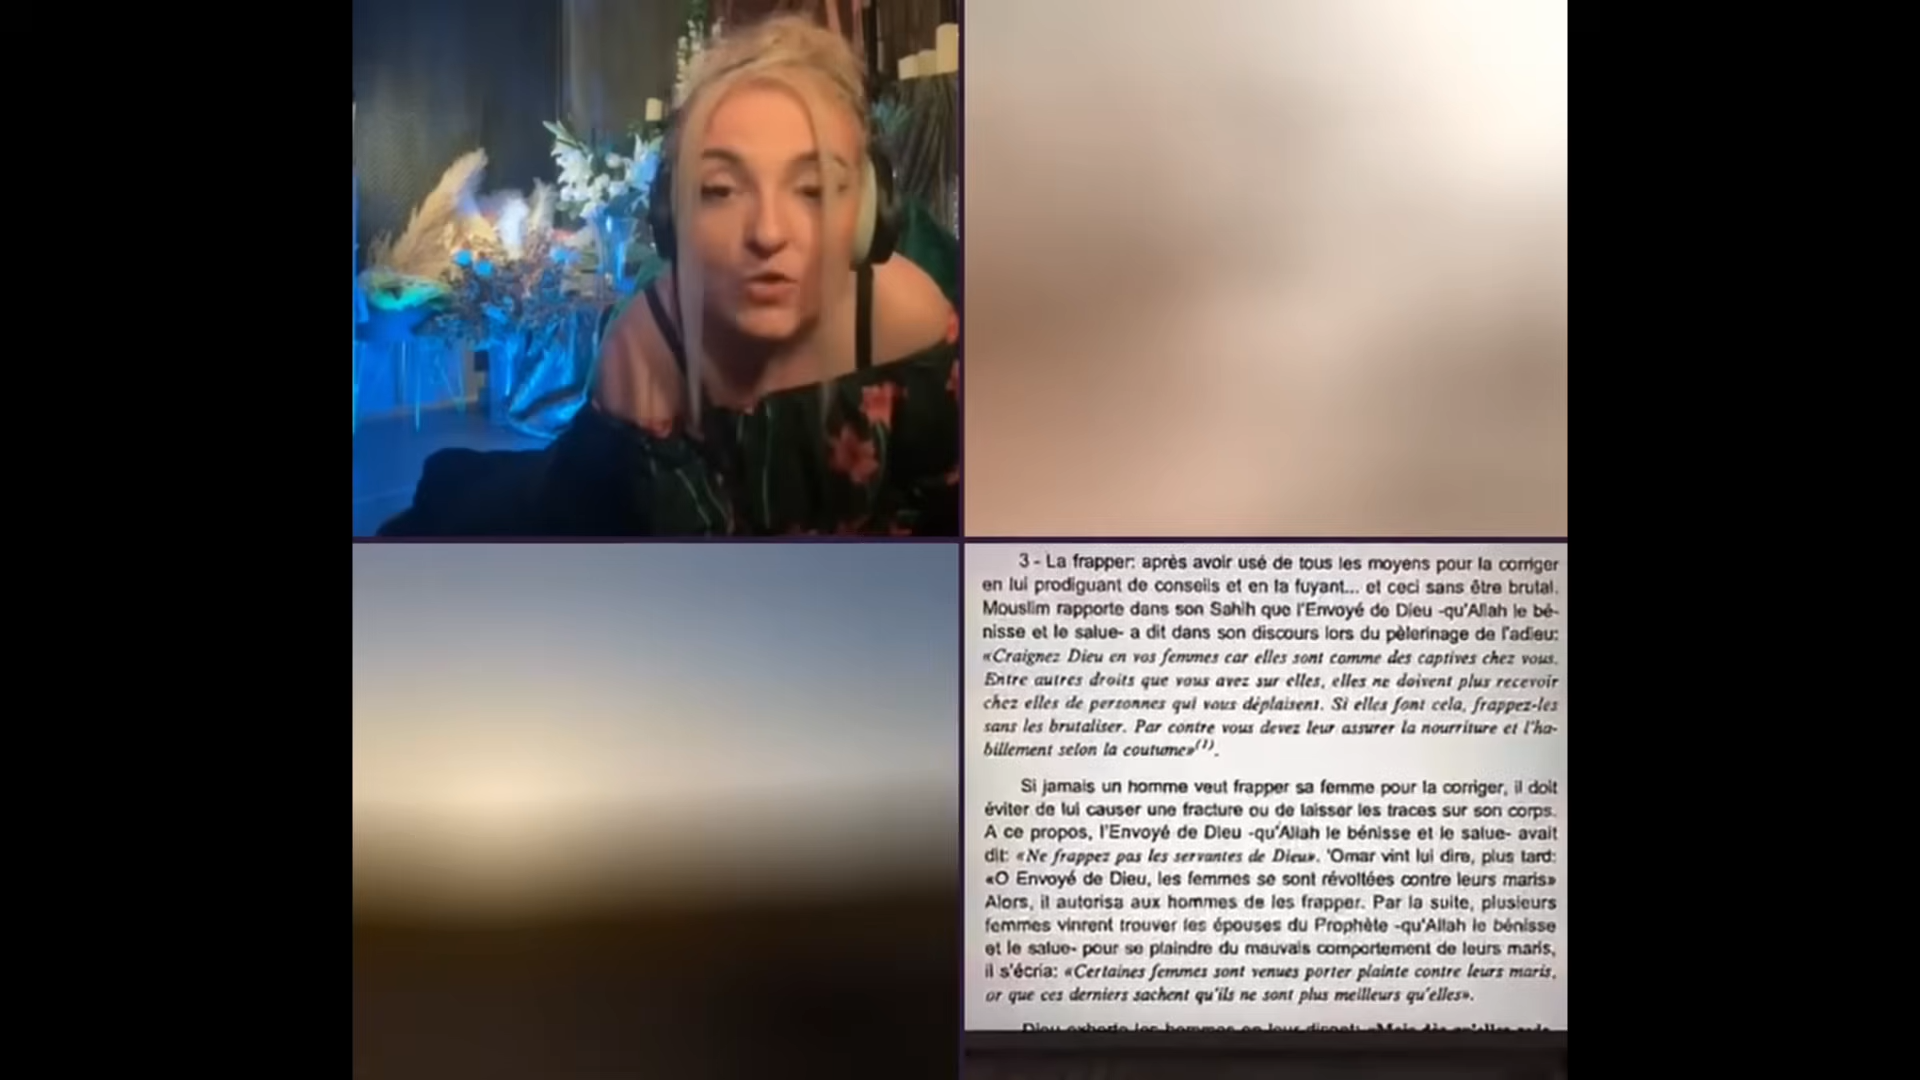 3 - La frapper: après avoir usé de tous les moyens pour la corriger
en lui prodiguant de conseils et en la fuyant... et ceci sans être brutal.
Mouslim rapporte dans son Sahih que l'Envoyé de Dieu -qu'Allah le bé-
nisse et le salue- a dit dans son discours lors du pèlerinage de l'adieu:
«Craignez Dieu en vos femmes car elles sont comme des captives chez vous.
Entre autres droits que vous avez sur elles, elles ne doivent plus recevoir
chez elles de personnes qui vous déplaisent. Si elles font cela, frappez-les
sans les brutaliser. Par contre vous devez leur assurer la nourriture et l'ha-
billement selon la coutume»(1).
Si jamais un homme veut frapper sa femme pour la corriger, il doit
éviter de lui causer une fracture ou de laisser les traces sur son corps.
A ce propos, l'Envoyé de Dieu -qu'Allah le bénisse et le salue- avait
dit: «Ne frappez pas les servantes de Dieu». 'Omar vint lui dire, plus tard:
«O Envoyé de Dieu, les femmes se sont révoltées contre leurs maris»
Alors, il autorisa aux hommes de les frapper. Par la suite, plusieurs
femmes vinrent trouver les épouses du Prophète -qu'Allah le bénisse
et le salue- pour se plaindre du mauvais comportement de leurs maris,
il s'écria: «Certaines femmes sont venues porter plainte contre leurs maris,
or que ces derniers sachent qu'ils ne sont plus meilleurs qu'elles».
Dieu exhorte les hommes en leur disant: «Mais dès qu'elles